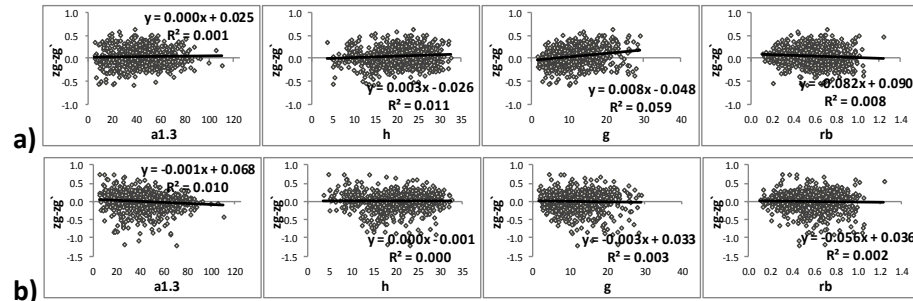 y = 0.000x + 0.025
R² = 0.001
zg-zg`
1.0
0.5
0.0
-0.5
-1.0
0 20 40 60 80 100 120
a1.3
y = 0.003x - 0.026
R² = 0.011
zg-zg`
1.0
0.5
0.0
-0.5
-1.0
0 5 10 15 20 25 30 35
h
y = 0.008x - 0.048
R² = 0.059
zg-zg`
1.0
0.5
0.0
-0.5
-1.0
0 10 20 30 40
g
y = -0.082x + 0.090
R² = 0.008
zg-zg`
1.0
0.5
0.0
-0.5
-1.0
0.0 0.2 0.4 0.6 0.8 1.0 1.2 1.4
rb
a)
y = -0.001x + 0.068
R² = 0.010
zg-zg`
1.0
0.5
0.0
-0.5
-1.0
-1.5
0 20 40 60 80 100 120
a1.3
y = 0.000x - 0.001
R² = 0.000
zg-zg`
1.0
0.5
0.0
-0.5
-1.0
-1.5
0 5 10 15 20 25 30 35
h
y = -0.003x + 0.033
R² = 0.003
zg-zg`
1.0
0.5
0.0
-0.5
-1.0
-1.5
0 10 20 30 40
g
y = -0.056x + 0.036
R² = 0.002
zg-zg`
1.0
0.5
0.0
-0.5
-1.0
-1.5
0.0 0.2 0.4 0.6 0.8 1.0 1.2 1.4
rb
b)